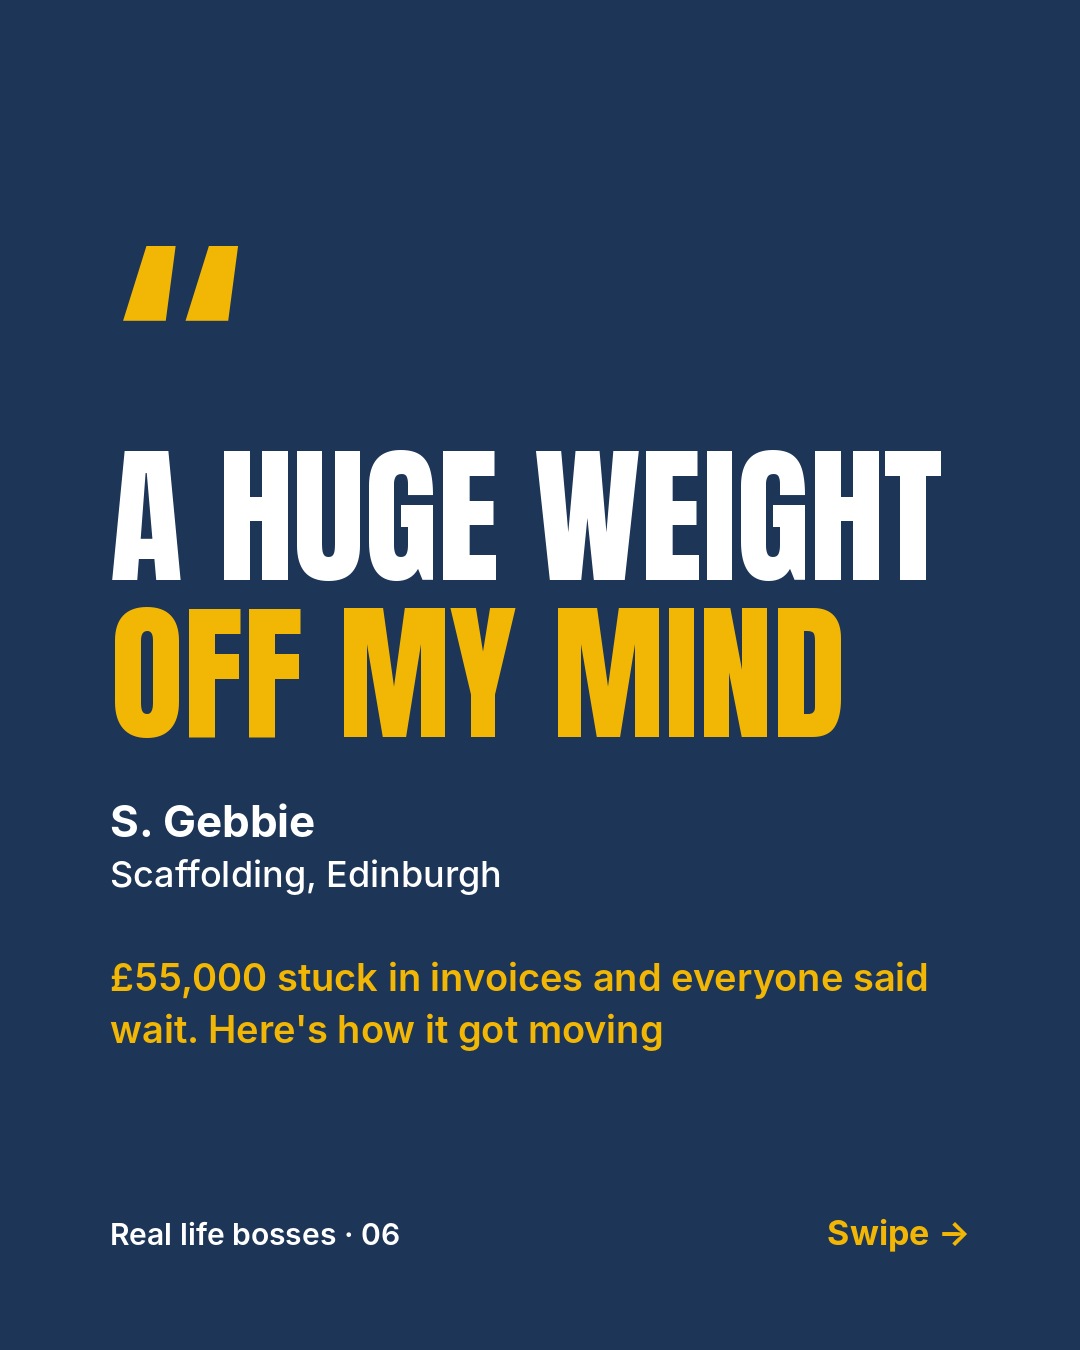 “
A HUGE WEIGHT
OFF MY MIND
S. Gebbie
Scaffolding, Edinburgh
£55,000 stuck in invoices and everyone said
wait. Here's how it got moving
Real life bosses · 06
Swipe →